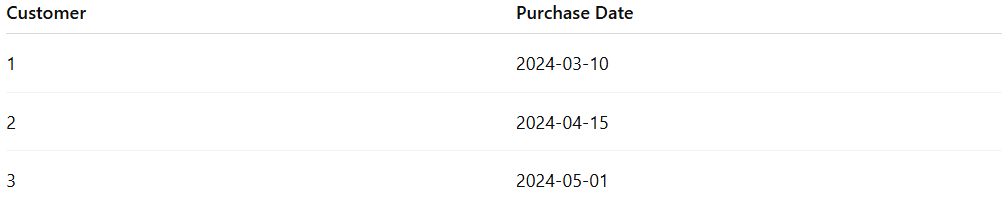 Customer Purchase Date
1 2024-03-10
2 2024-04-15
3 2024-05-01